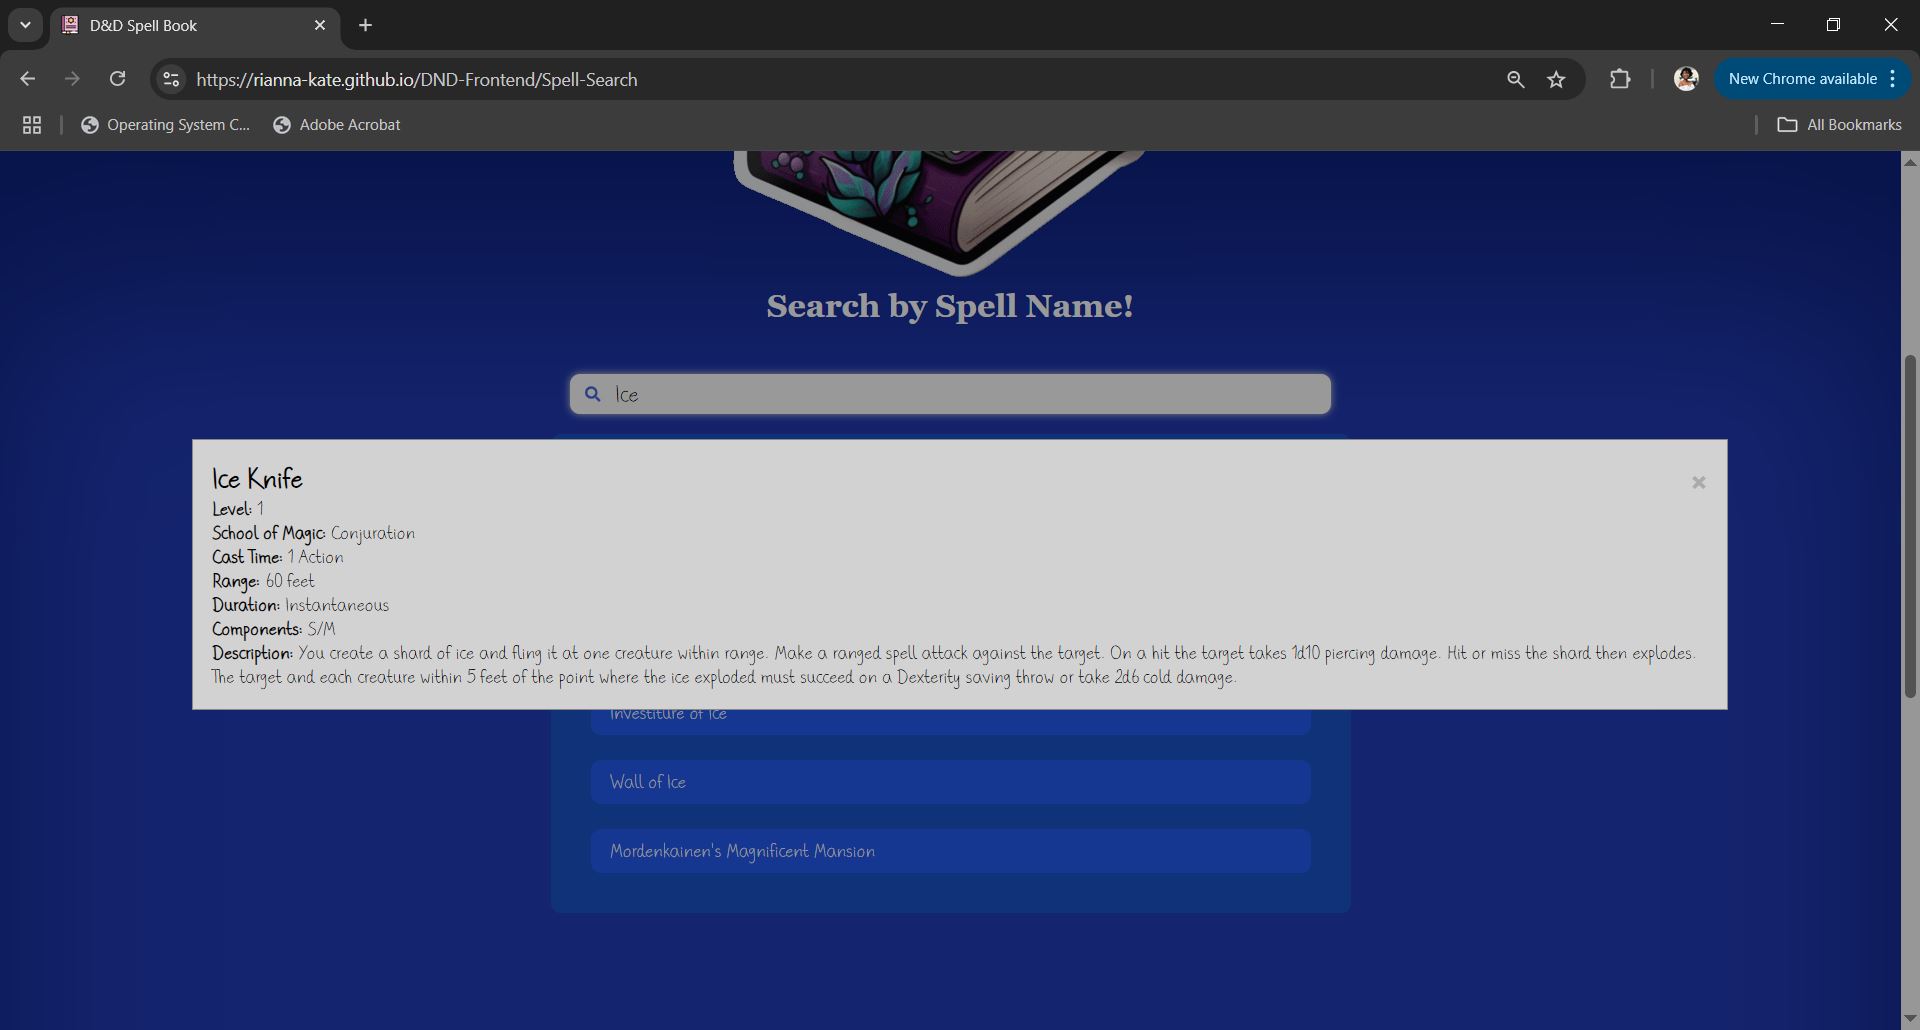 D&D Spell Book
https://rianna-kate.github.io/DND-Frontend/Spell-Search
New Chrome available
Operating System C...
Adobe Acrobat
All Bookmarks
Search by Spell Name!
Ice
Ice Knife
Level: 1
School of Magic: Conjuration
Cast Time: 1 Action
Range: 60 feet
Duration: Instantaneous
Components: S/M
Description: You create a shard of ice and fling it at one creature within range. Make a ranged spell attack against the target. On a hit the target takes 1d10 piercing damage. Hit or miss the shard then explodes.
The target and each creature within 5 feet of the point where the ice exploded must succeed on a Dexterity saving throw or take 2d6 cold damage.
Investiture of Ice
Wall of Ice
Mordenkainen's Magnificent Mansion